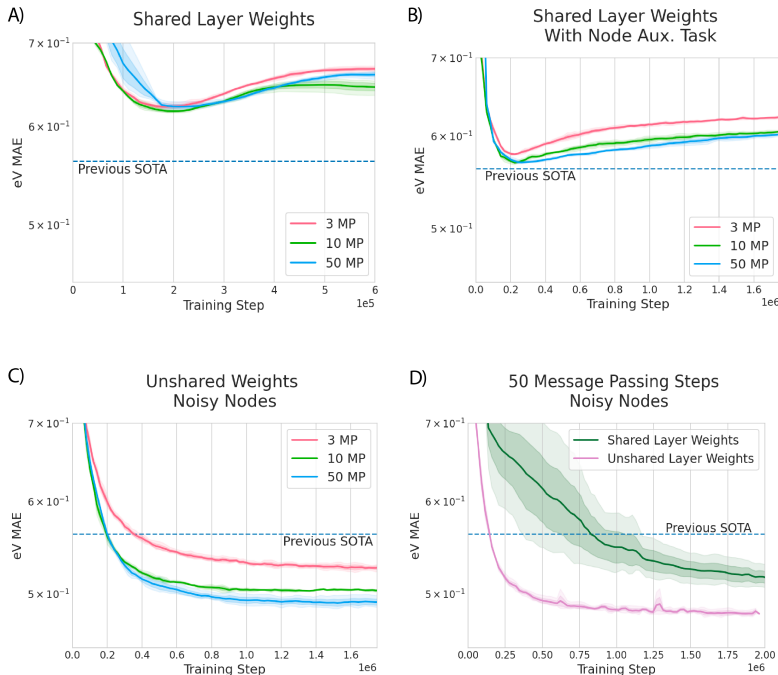 A)
Shared Layer Weights
7 × 10⁻¹
6 × 10⁻¹
5 × 10⁻¹
eV MAE
Previous SOTA
3 MP
10 MP
50 MP
0 1 2 3 4 5 6
1e5
Training Step
B)
Shared Layer Weights
With Node Aux. Task
7 × 10⁻¹
6 × 10⁻¹
5 × 10⁻¹
eV MAE
Previous SOTA
3 MP
10 MP
50 MP
0.0 0.2 0.4 0.6 0.8 1.0 1.2 1.4 1.6
1e6
Training Step
C)
Unshared Weights
Noisy Nodes
7 × 10⁻¹
6 × 10⁻¹
5 × 10⁻¹
eV MAE
3 MP
10 MP
50 MP
Previous SOTA
0.0 0.2 0.4 0.6 0.8 1.0 1.2 1.4 1.6
1e6
Training Step
D)
50 Message Passing Steps
Noisy Nodes
7 × 10⁻¹
6 × 10⁻¹
5 × 10⁻¹
eV MAE
Shared Layer Weights
Unshared Layer Weights
Previous SOTA
0.00 0.25 0.50 0.75 1.00 1.25 1.50 1.75 2.00
1e6
Training Step